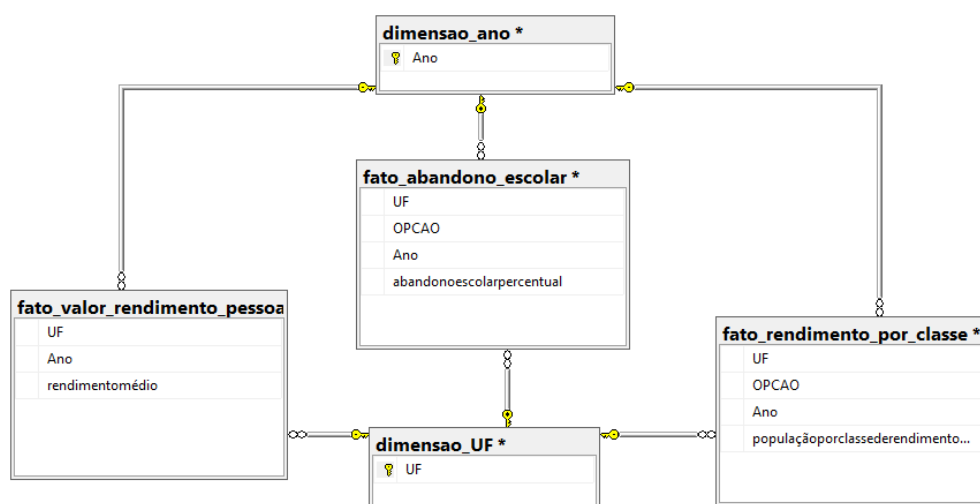 dimensao_ano *
Ano
fato_abandono_escolar *
UF
OPCAO
Ano
abandonoescolarpercentual
fato_valor_rendimento_pessoa
UF
Ano
rendimentomédio
fato_rendimento_por_classe *
UF
OPCAO
Ano
populaçãoporclassederendimento...
dimensao_UF *
UF